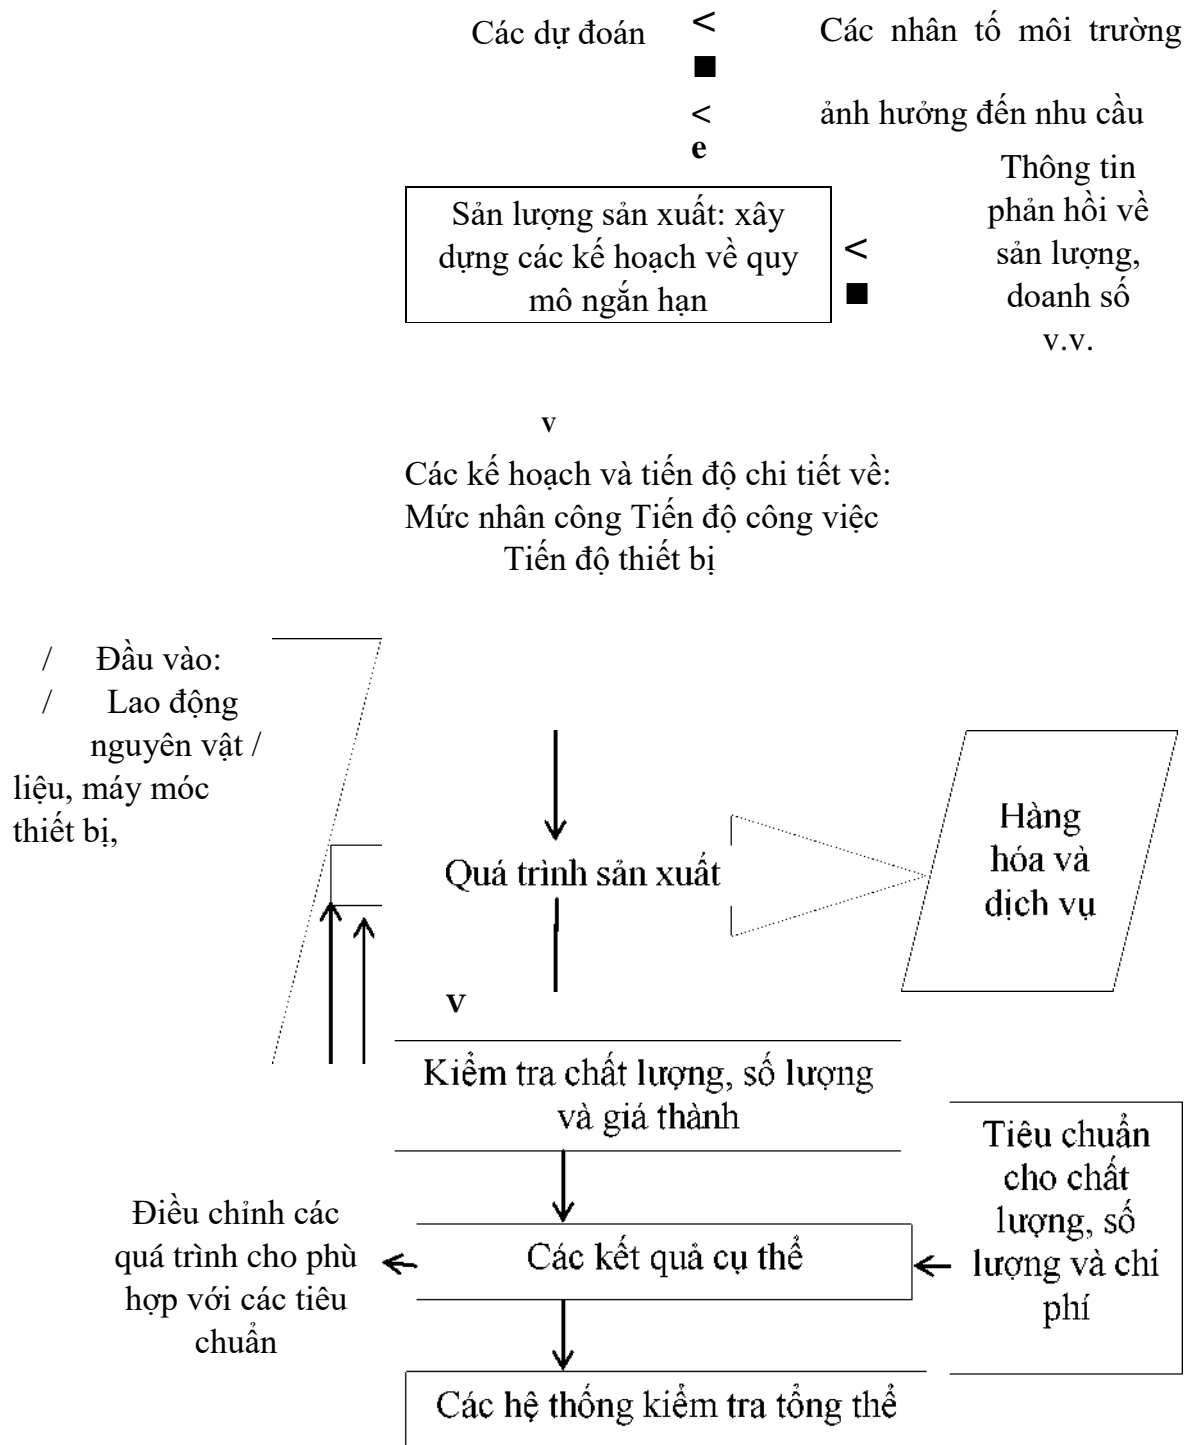 Các dự đoán
<
Các nhân tố môi trường
■
<
ảnh hưởng đến nhu cầu
e
Thông tin
phản hồi về
sản lượng,
doanh số
v.v.
Sản lượng sản xuất: xây
dựng các kế hoạch về quy
mô ngắn hạn
<
■
v
Các kế hoạch và tiến độ chi tiết về:
Mức nhân công Tiến độ công việc
Tiến độ thiết bị
/ Đầu vào:
/ Lao động
nguyên vật /
liệu, máy móc
thiết bị,
Quá trình sản xuất
Hàng
hóa và
dịch vụ
v
Kiểm tra chất lượng, số lượng
và giá thành
Tiêu chuẩn
cho chất
lượng, số
lượng và chi
phí
Điều chỉnh các
quá trình cho phù
hợp với các tiêu
chuẩn
Các kết quả cụ thể
Các hệ thống kiểm tra tổng thể